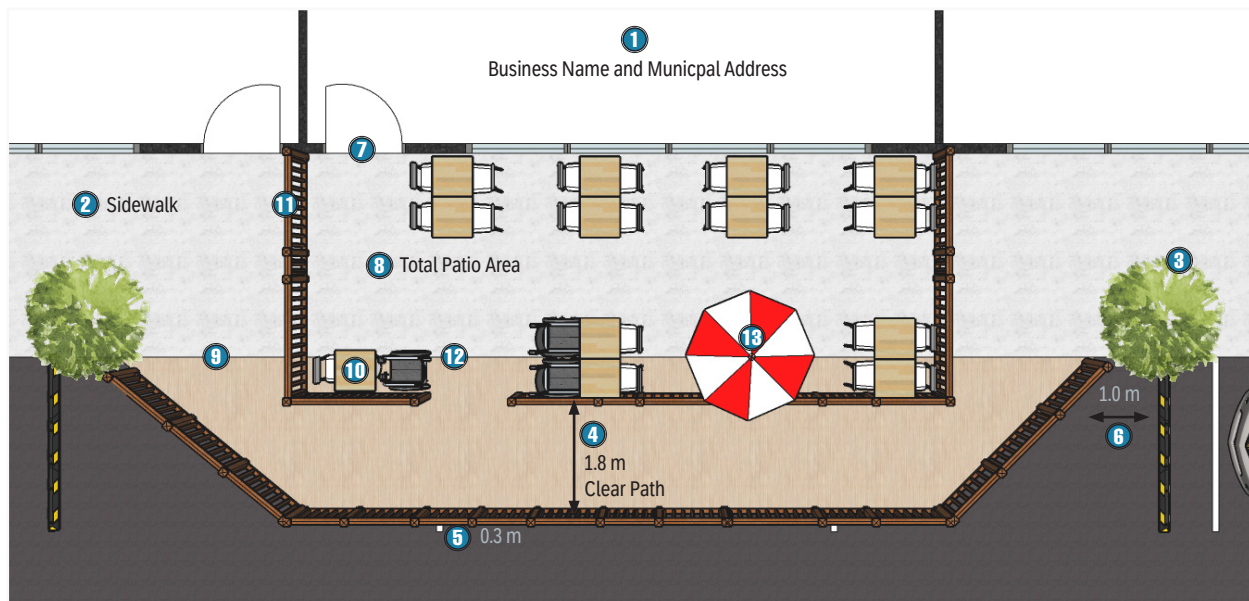 1
Business Name and Municpal Address
7
2 Sidewalk
11
8 Total Patio Area
3
9
10
12
13
4
1.8 m
Clear Path
1.0 m
6
5 0.3 m